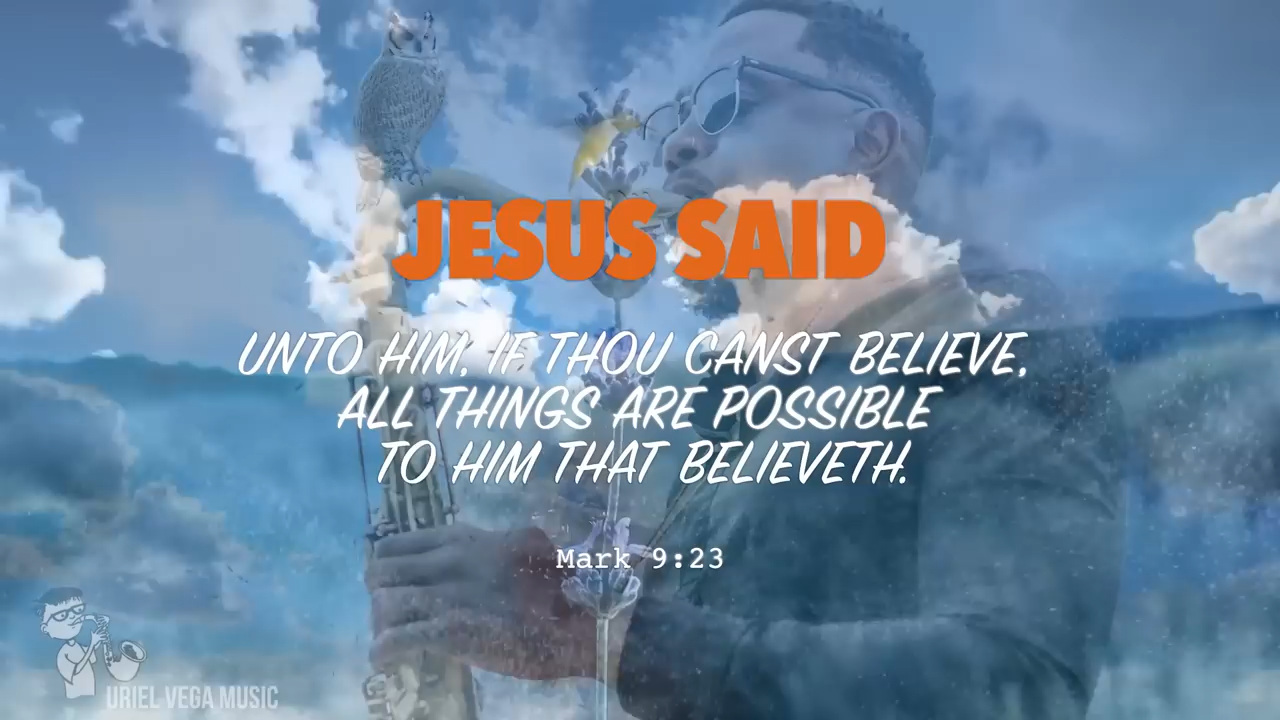 JESUS SAID
UNTO HIM, IF THOU CANST BELIEVE,
ALL THINGS ARE POSSIBLE
TO HIM THAT BELIEVETH.
Mark 9:23
URIEL VEGA MUSIC